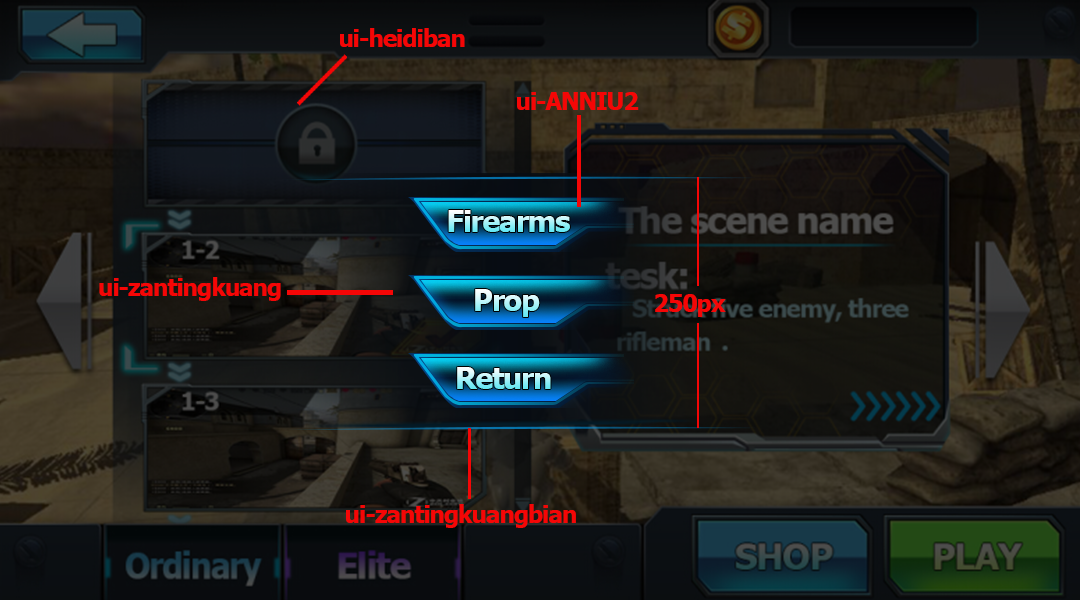 ui-heidiban
ui-ANNIU2
Firearms
The scene name
1-2
tesk:
ui-zantingkuang
Prop
250px
five enemy, three
rifleman .
Return
1-3
ui-zantingkuangbian
Ordinary
Elite
SHOP
PLAY